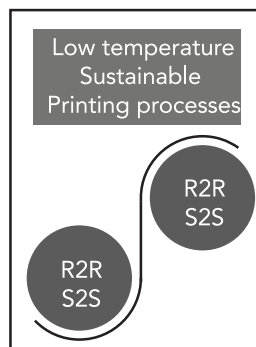 Low temperature
Sustainable
Printing processes
R2R
S2S
R2R
S2S